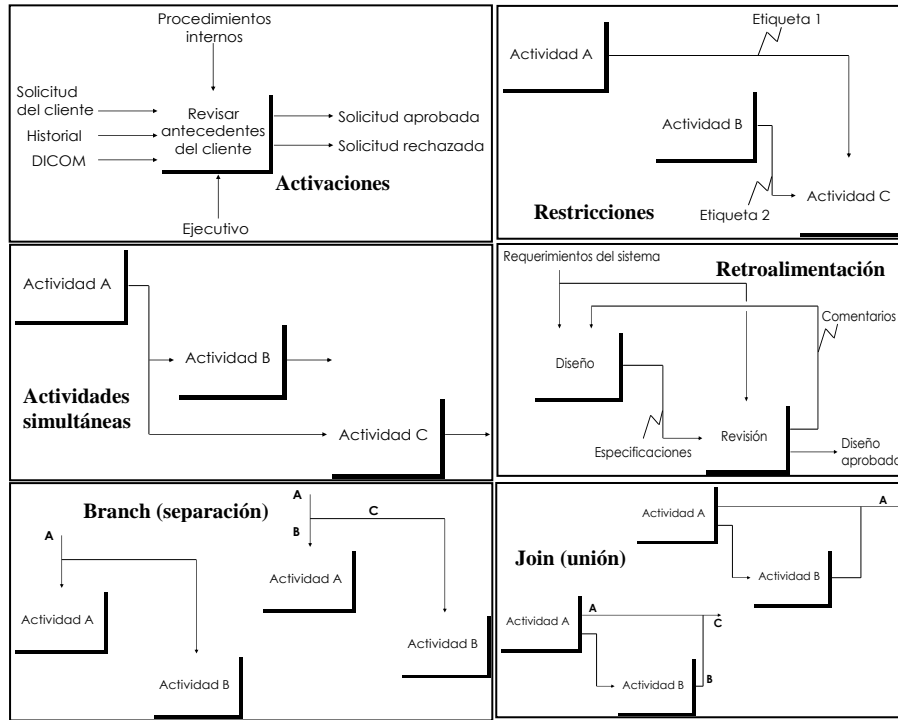 Procedimientos
internos
Solicitud
del cliente
Historial
DICOM
Revisar
antecedentes
del cliente
Solicitud aprobada
Solicitud rechazada
Activaciones
Ejecutivo
Etiqueta 1
Actividad A
Actividad B
Actividad C
Etiqueta 2
Restricciones
Actividad A
Actividad B
Actividades
simultáneas
Actividad C
Requerimientos del sistema
Retroalimentación
Comentarios
Diseño
Especificaciones
Revisión
Diseño
aprobado
Branch (separación)
A
Actividad A
Actividad B
A
C
B
Actividad A
Actividad B
A
Actividad A
Join (unión)
Actividad B
A
C
Actividad A
Actividad B
B